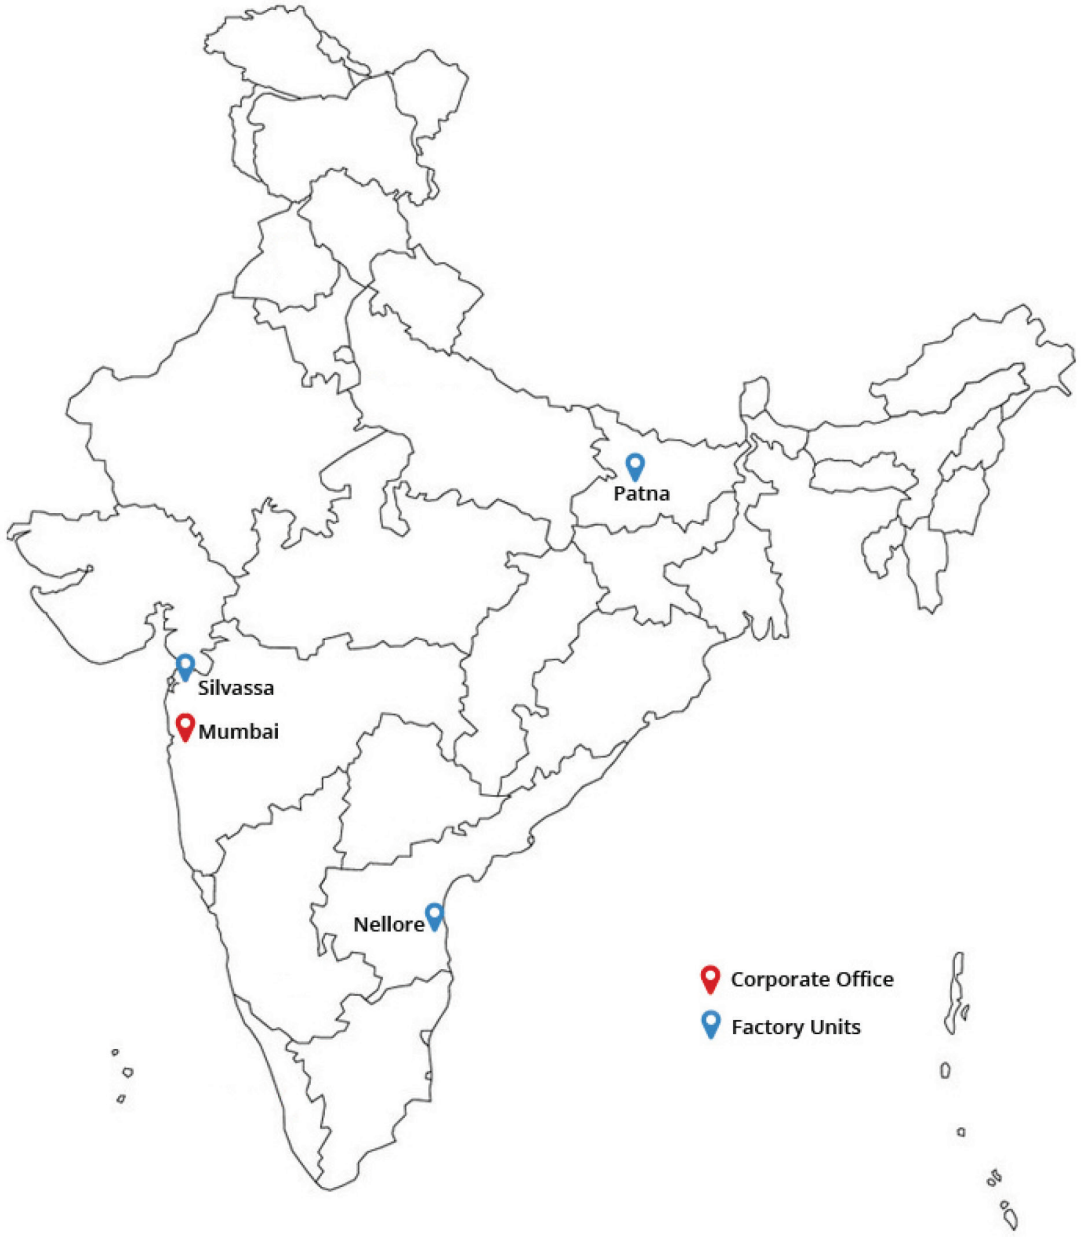 Patna
Silvassa
Mumbai
Nellore
Corporate Office
Factory Units